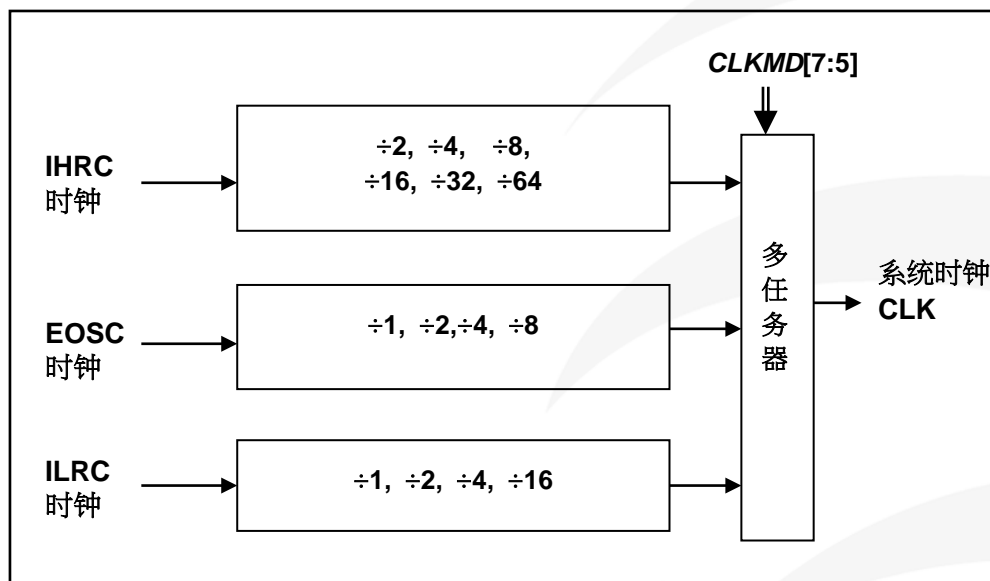 CLKMD[7:5]
IHRC
时钟
÷2, ÷4, ÷8,
÷16, ÷32, ÷64
EOSC
时钟
÷1, ÷2,÷4, ÷8
ILRC
时钟
÷1, ÷2, ÷4, ÷16
多
任
务
器
系统时钟
CLK